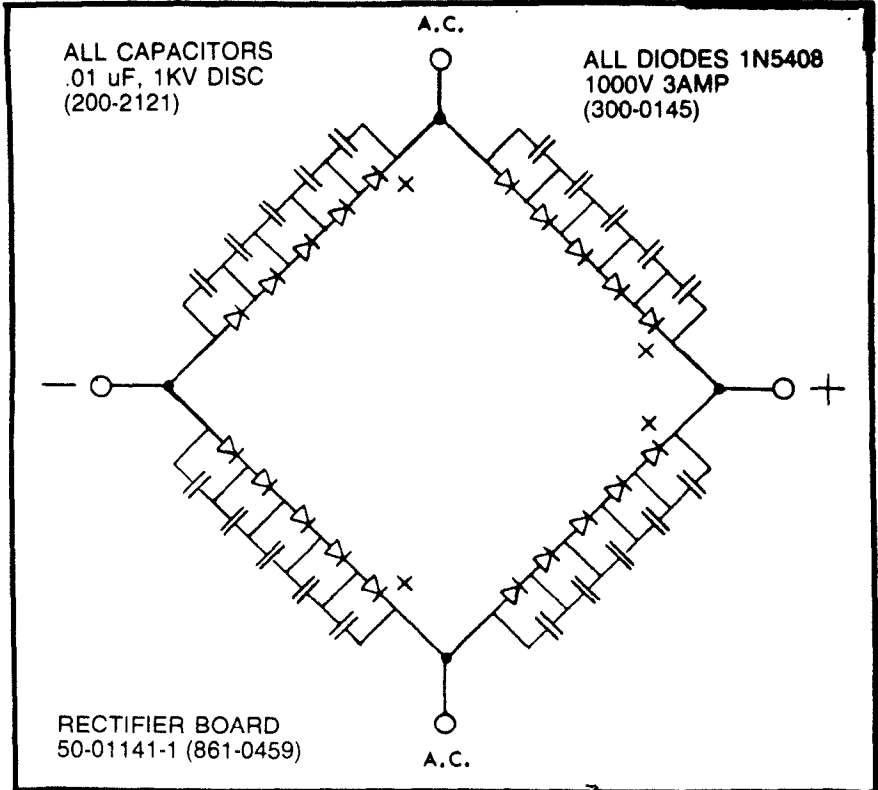 A.C.
ALL CAPACITORS
.01 uF, 1KV DISC
(200-2121)
ALL DIODES 1N5408
1000V 3AMP
(300-0145)
×
×
− +
×
×
RECTIFIER BOARD
50-01141-1 (861-0459)
A.C.